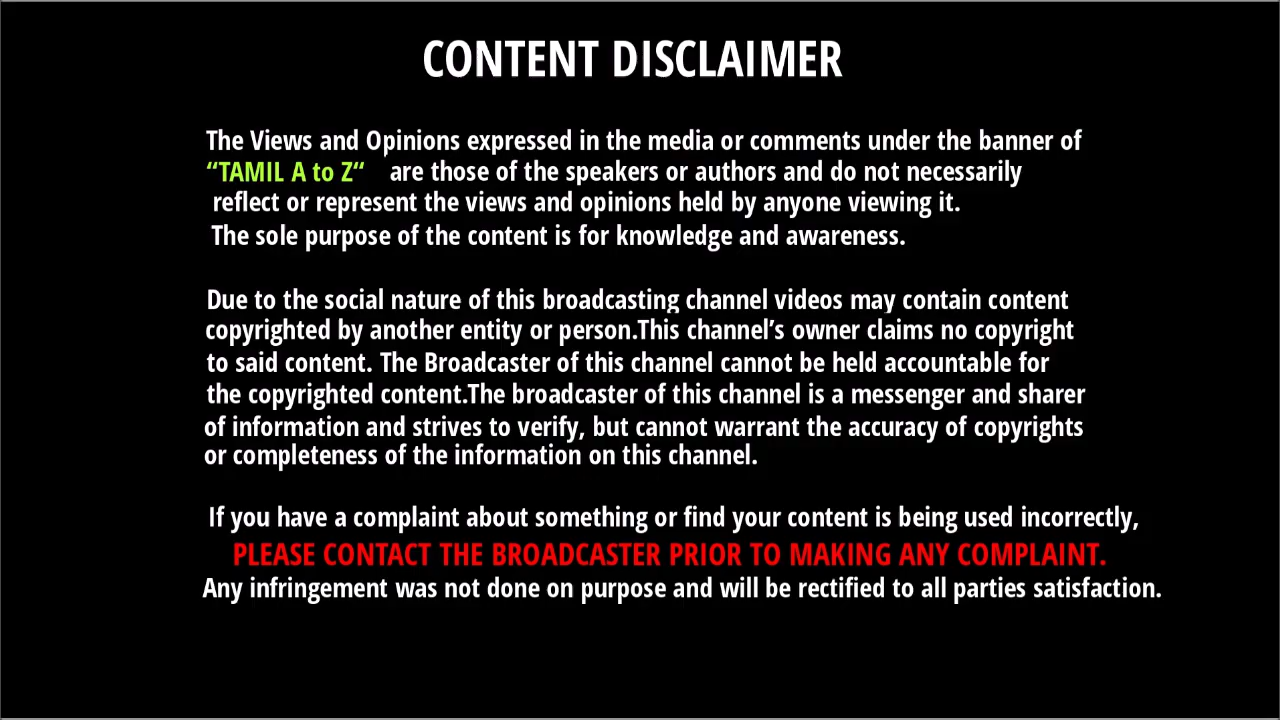 CONTENT DISCLAIMER
The Views and Opinions expressed in the media or comments under the banner of
“TAMIL A to Z“ are those of the speakers or authors and do not necessarily
reflect or represent the views and opinions held by anyone viewing it.
The sole purpose of the content is for knowledge and awareness.
Due to the social nature of this broadcasting channel videos may contain content
copyrighted by another entity or person.This channel’s owner claims no copyright
to said content. The Broadcaster of this channel cannot be held accountable for
the copyrighted content.The broadcaster of this channel is a messenger and sharer
of information and strives to verify, but cannot warrant the accuracy of copyrights
or completeness of the information on this channel.
If you have a complaint about something or find your content is being used incorrectly,
PLEASE CONTACT THE BROADCASTER PRIOR TO MAKING ANY COMPLAINT.
Any infringement was not done on purpose and will be rectified to all parties satisfaction.